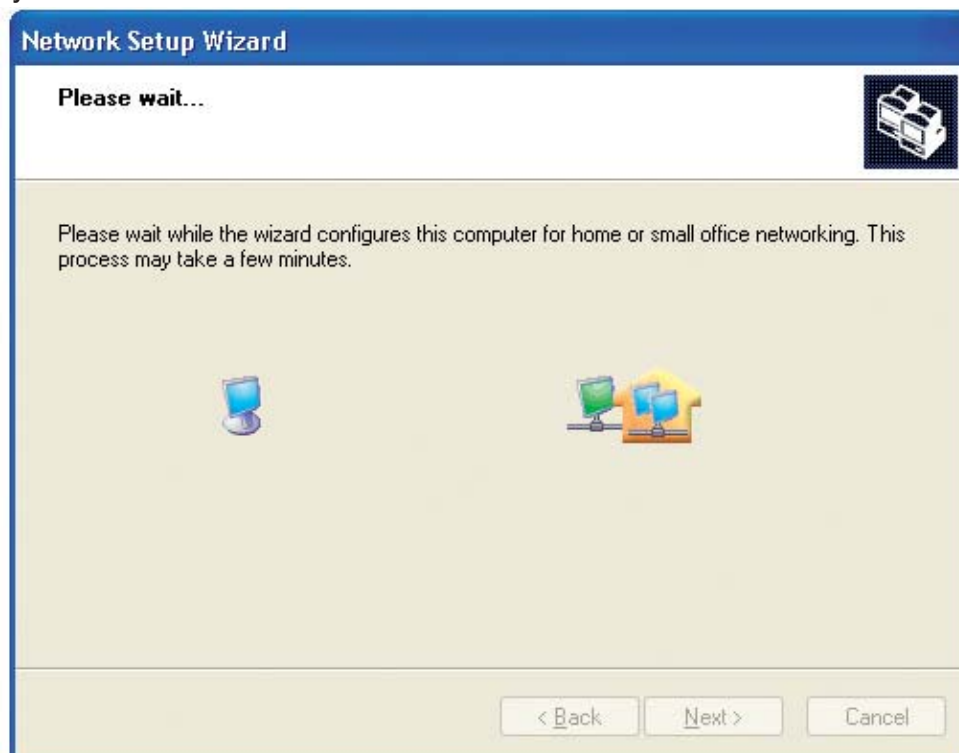 Network Setup Wizard
Please wait...
Please wait while the wizard configures this computer for home or small office networking. This
process may take a few minutes.
< Back
Next >
Cancel